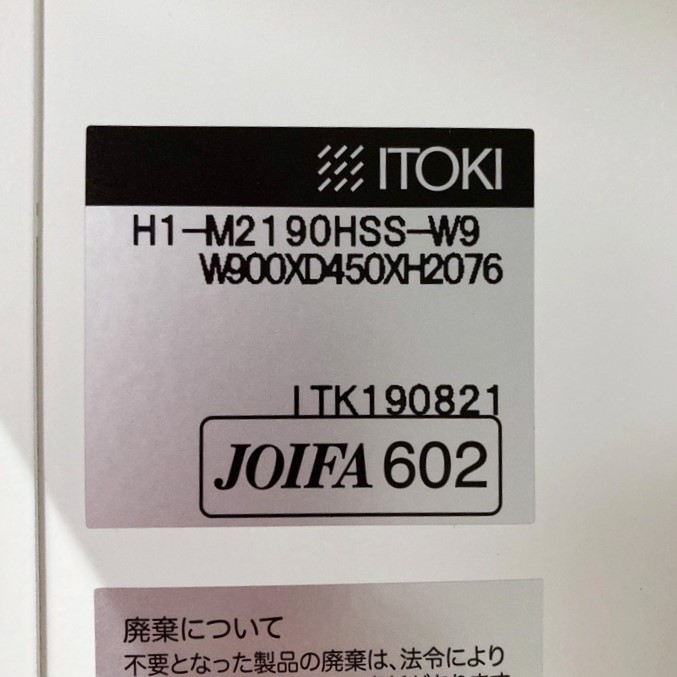 ITOKI
H1-M2190HSS-W9
W900XD450XH2076
ITK190821
JOIFA 602
廃棄について
不要となった製品の廃棄は、法令により